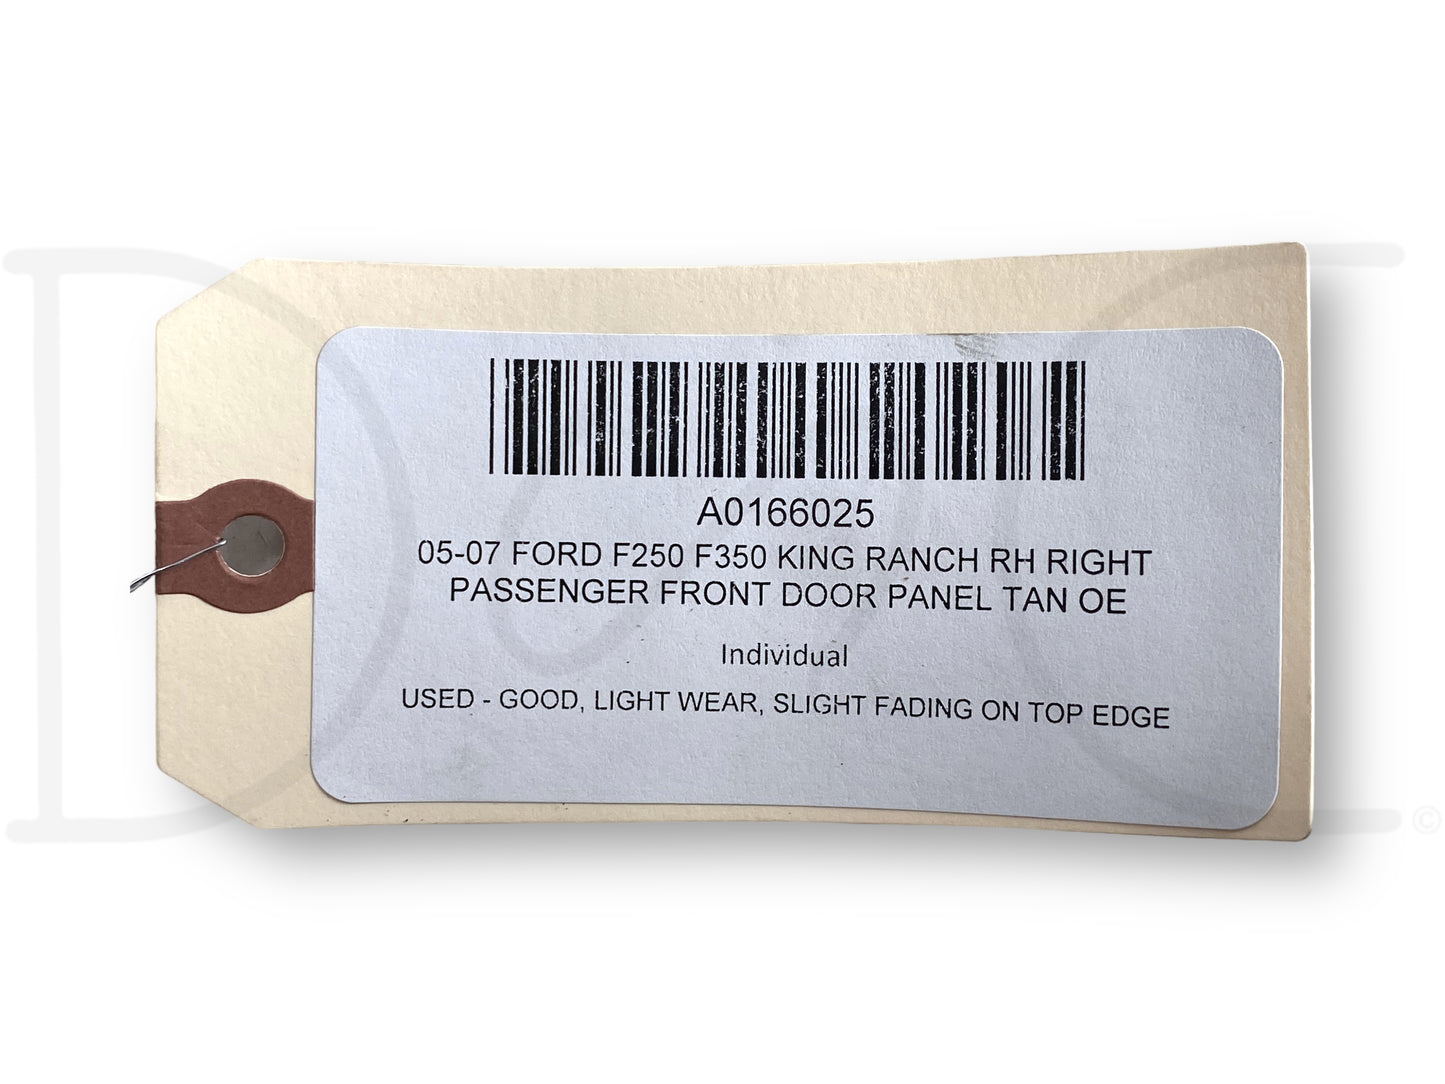 A0166025
05-07 FORD F250 F350 KING RANCH RH RIGHT
PASSENGER FRONT DOOR PANEL TAN OE
Individual
USED - GOOD, LIGHT WEAR, SLIGHT FADING ON TOP EDGE
©